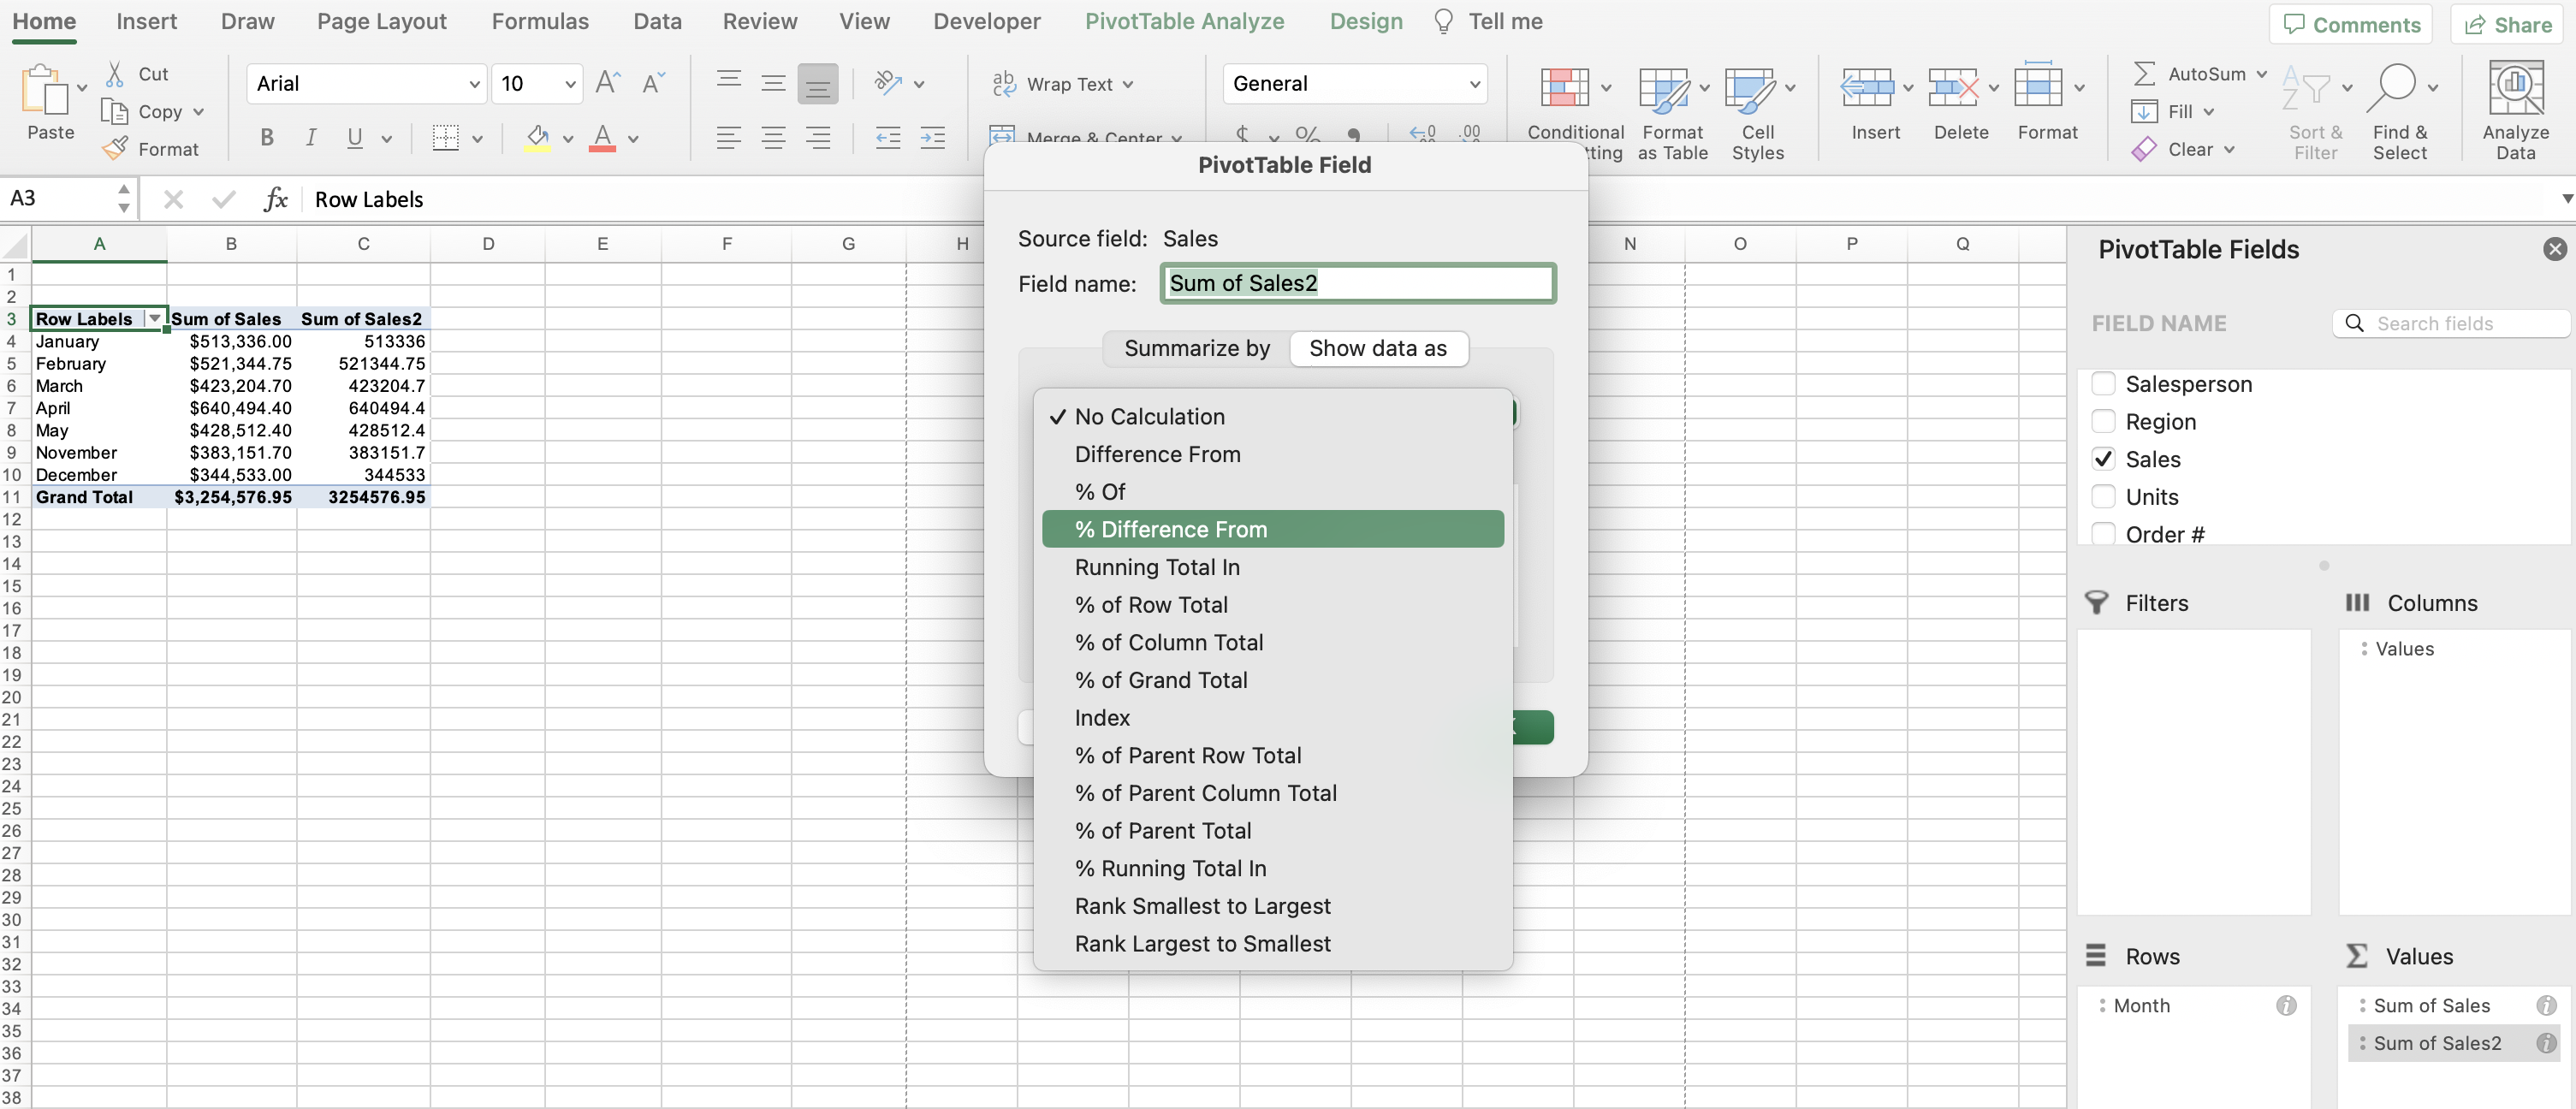 Home Insert Draw Page Layout Formulas Data Review View Developer PivotTable Analyze Design Tell me Comments Share
Paste
Cut
Copy
Format
Arial 10 A A
B I U A
ab
c
Wrap Text
Merge & Center
General
$ % 9 0 .00
Conditional
tting
Format
as Table
Cell
Styles
Insert
Delete
Format
AutoSum
Fill
Clear
A
Z
Sort &
Filter
Find &
Select
Analyze
Data
A3 fx Row Labels
A B C D E F G H N O P Q
1
2
3 Row Labels Sum of Sales Sum of Sales2
4 January $513,336.00 513336
5 February $521,344.75 521344.75
6 March $423,204.70 423204.7
7 April $640,494.40 640494.4
8 May $428,512.40 428512.4
9 November $383,151.70 383151.7
10 December $344,533.00 344533
11 Grand Total $3,254,576.95 3254576.95
12
13
14
15
16
17
18
19
20
21
22
23
24
25
26
27
28
29
30
31
32
33
34
35
36
37
38
PivotTable Field
Source field: Sales
Field name: Sum of Sales2
Summarize by Show data as
✓ No Calculation
Difference From
% Of
% Difference From
Running Total In
% of Row Total
% of Column Total
% of Grand Total
Index
% of Parent Row Total
% of Parent Column Total
% of Parent Total
% Running Total In
Rank Smallest to Largest
Rank Largest to Smallest
PivotTable Fields
FIELD NAME Search fields
Salesperson
Region
Sales
Units
Order #
Filters Columns
Values
Rows Values
Month Sum of Sales
Sum of Sales2